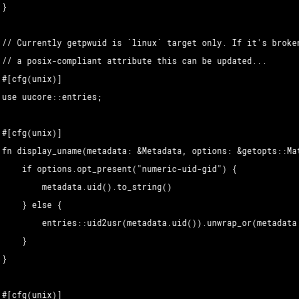 }
// Currently getpwuid is `linux` target only. If it's broken
// a posix-compliant attribute this can be updated...
#[cfg(unix)]
use uucore::entries;
#[cfg(unix)]
fn display_uname(metadata: &Metadata, options: &getopts::Mat
if options.opt_present("numeric-uid-gid") {
metadata.uid().to_string()
} else {
entries::uid2usr(metadata.uid()).unwrap_or(metadata
}
}
#[cfg(unix)]